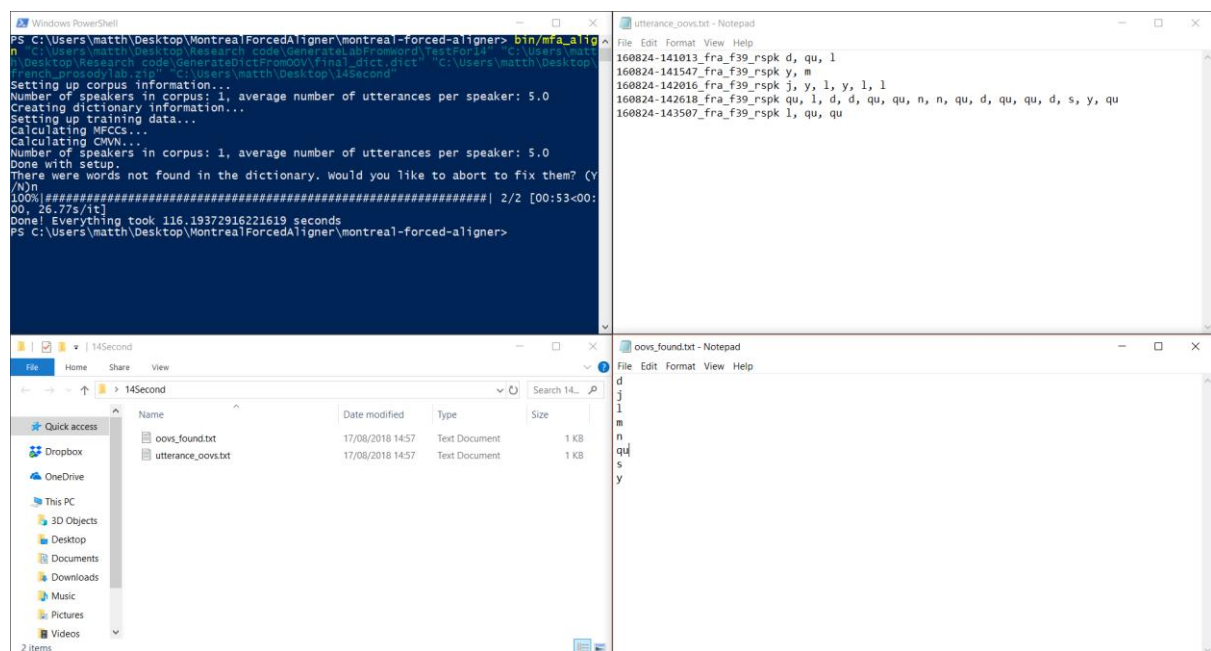 Windows PowerShell
PS C:\Users\matth\Desktop\MontrealForcedAligner\montreal-forced-aligner> bin/mfa_alig
n "C:\Users\matth\Desktop\Research code\GenerateLabFromWord\TestFor14" "C:\Users\matt
h\Desktop\Research code\GenerateDictFromOOV\final_dict.dict" "C:\Users\matth\Desktop\
french_prosodylab.zip" "C:\Users\matth\Desktop\14Second"
Setting up corpus information...
Number of speakers in corpus: 1, average number of utterances per speaker: 5.0
Creating dictionary information...
Setting up training data...
Calculating MFCCs...
Calculating CMVN...
Number of speakers in corpus: 1, average number of utterances per speaker: 5.0
Done with setup.
There were words not found in the dictionary. Would you like to abort to fix them? (Y
/N)n
100%|##################################################################| 2/2 [00:53<00:
00, 26.77s/it]
Done! Everything took 116.19372916221619 seconds
PS C:\Users\matth\Desktop\MontrealForcedAligner\montreal-forced-aligner>
utterance_oovs.txt - Notepad
File Edit Format View Help
160824-141013_fra_f39_rspk d, qu, l
160824-141547_fra_f39_rspk y, m
160824-142016_fra_f39_rspk j, y, l, y, l, l
160824-142618_fra_f39_rspk qu, l, d, d, qu, qu, n, n, qu, d, qu, qu, d, s, y, qu
160824-143507_fra_f39_rspk l, qu, qu
14Second
File Home Share View
14Second Search 14...
Name Date modified Type Size
oovs_found.txt 17/08/2018 14:57 Text Document 1 KB
utterance_oovs.txt 17/08/2018 14:57 Text Document 1 KB
Quick access
Dropbox
OneDrive
This PC
3D Objects
Desktop
Documents
Downloads
Music
Pictures
Videos
2 items
oovs_found.txt - Notepad
File Edit Format View Help
d
j
l
m
n
qu
s
y